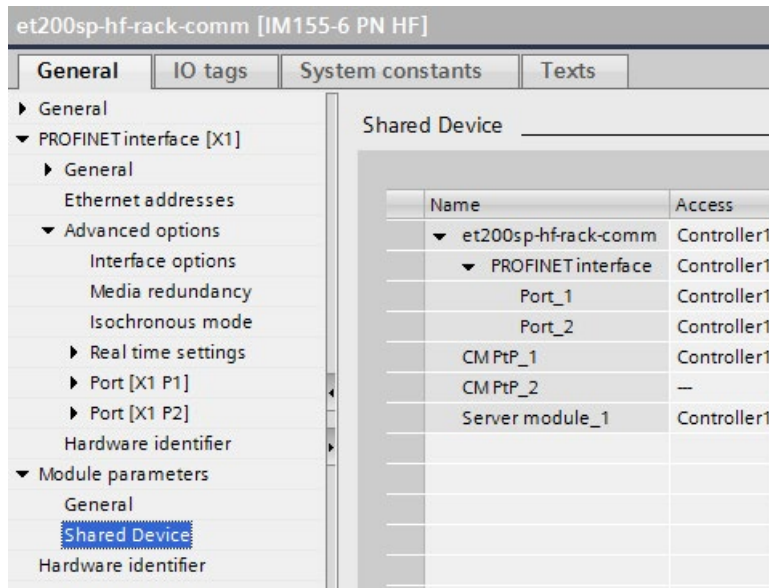 et200sp-hf-rack-comm [IM155-6 PN HF]
General IO tags System constants Texts
General
PROFINET interface [X1]
General
Ethernet addresses
Advanced options
Interface options
Media redundancy
Isochronous mode
Real time settings
Port [X1 P1]
Port [X1 P2]
Hardware identifier
Module parameters
General
Shared Device
Hardware identifier
Shared Device
Name Access
et200sp-hf-rack-comm Controller1
PROFINET interface Controller1
Port_1 Controller1
Port_2 Controller1
CM PtP_1 Controller1
CM PtP_2 ---
Server module_1 Controller1